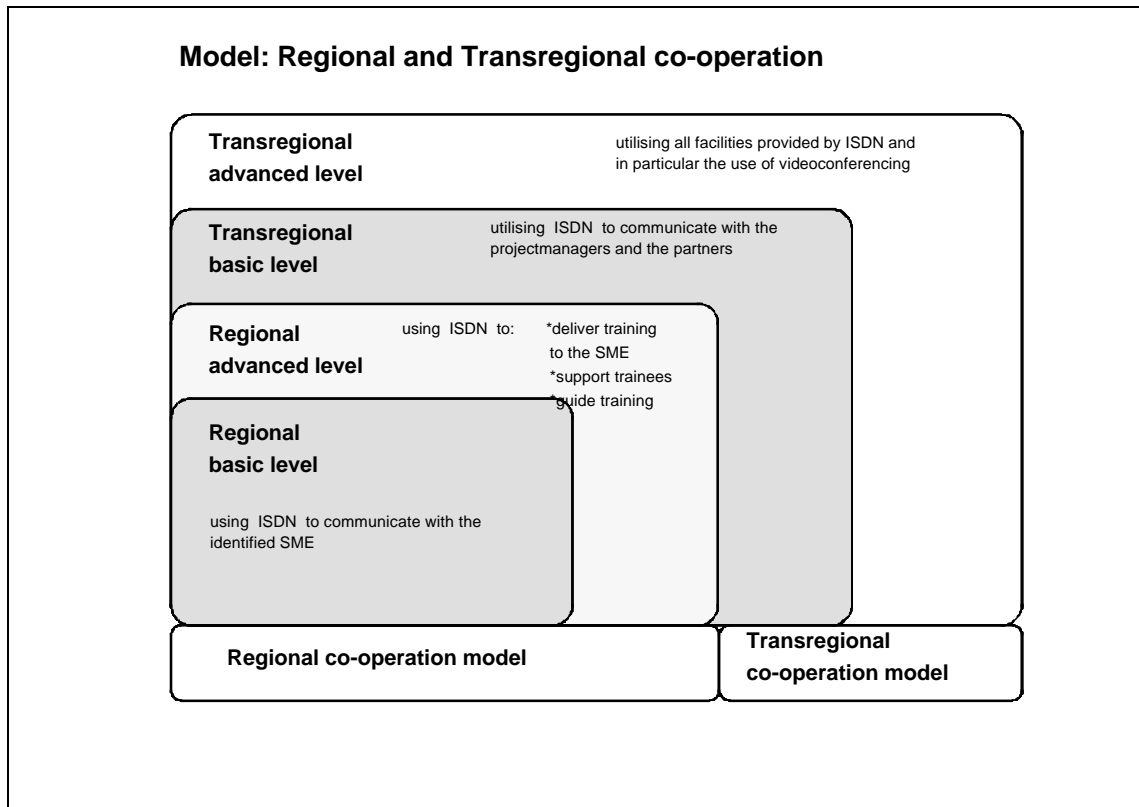 Model: Regional and Transregional co-operation
Transregional
advanced level
utilising all facilities provided by ISDN and
in particular the use of videoconferencing
Transregional
basic level
utilising ISDN to communicate with the
projectmanagers and the partners
Regional
advanced level
using ISDN to:
*deliver training
to the SME
*support trainees
*guide training
Regional
basic level
using ISDN to communicate with the
identified SME
Regional co-operation model
Transregional
co-operation model